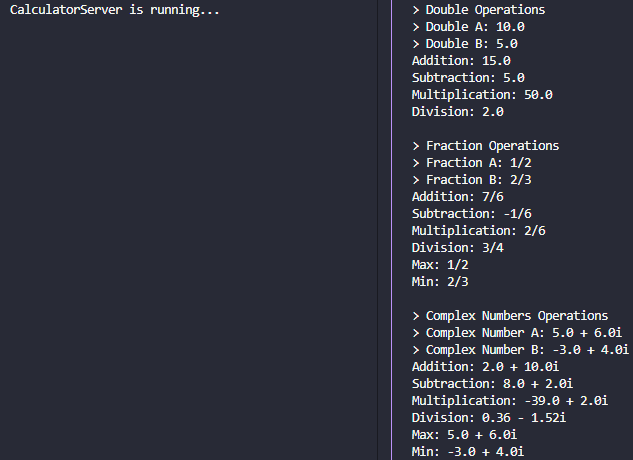 CalculatorServer is running...
> Double Operations
> Double A: 10.0
> Double B: 5.0
Addition: 15.0
Subtraction: 5.0
Multiplication: 50.0
Division: 2.0
> Fraction Operations
> Fraction A: 1/2
> Fraction B: 2/3
Addition: 7/6
Subtraction: -1/6
Multiplication: 2/6
Division: 3/4
Max: 1/2
Min: 2/3
> Complex Numbers Operations
> Complex Number A: 5.0 + 6.0i
> Complex Number B: -3.0 + 4.0i
Addition: 2.0 + 10.0i
Subtraction: 8.0 + 2.0i
Multiplication: -39.0 + 2.0i
Division: 0.36 - 1.52i
Max: 5.0 + 6.0i
Min: -3.0 + 4.0i